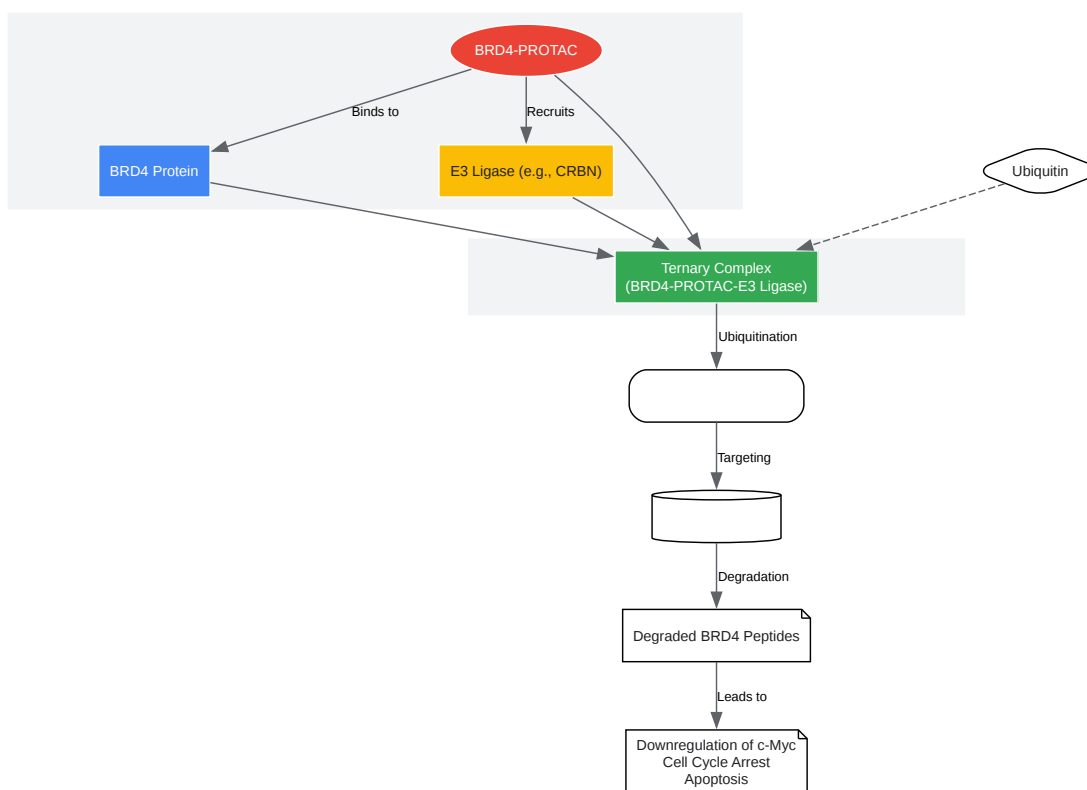 BRD4-PROTAC
Binds to
Recruits
BRD4 Protein
E3 Ligase (e.g., CRBN)
Ubiquitin
Ternary Complex
(BRD4-PROTAC-E3 Ligase)
Ubiquitination
Targeting
Degradation
Degraded BRD4 Peptides
Leads to
Downregulation of c-Myc
Cell Cycle Arrest
Apoptosis